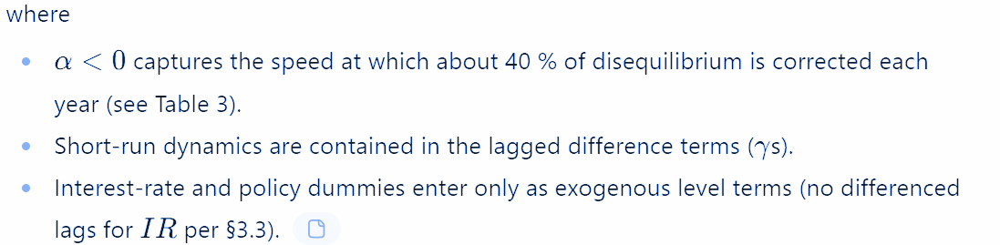 where
• α < 0 captures the speed at which about 40 % of disequilibrium is corrected each
year (see Table 3).
• Short-run dynamics are contained in the lagged difference terms (γs).
• Interest-rate and policy dummies enter only as exogenous level terms (no differenced
lags for IR per §3.3).